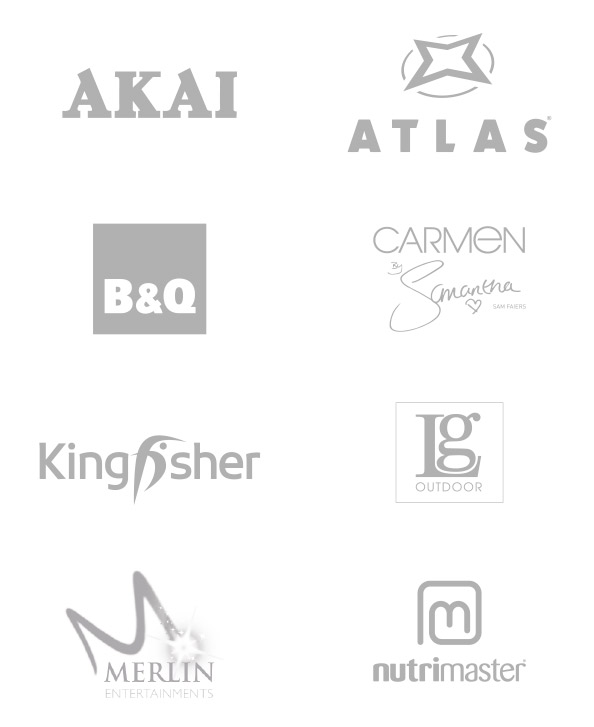 AKAI
ATLAS®
B&Q
CARMEN
By Samantha
SAM FAIERS
Kingfisher
Lg
OUTDOOR
MERLIN
ENTERTAINMENTS
m
nutrimaster